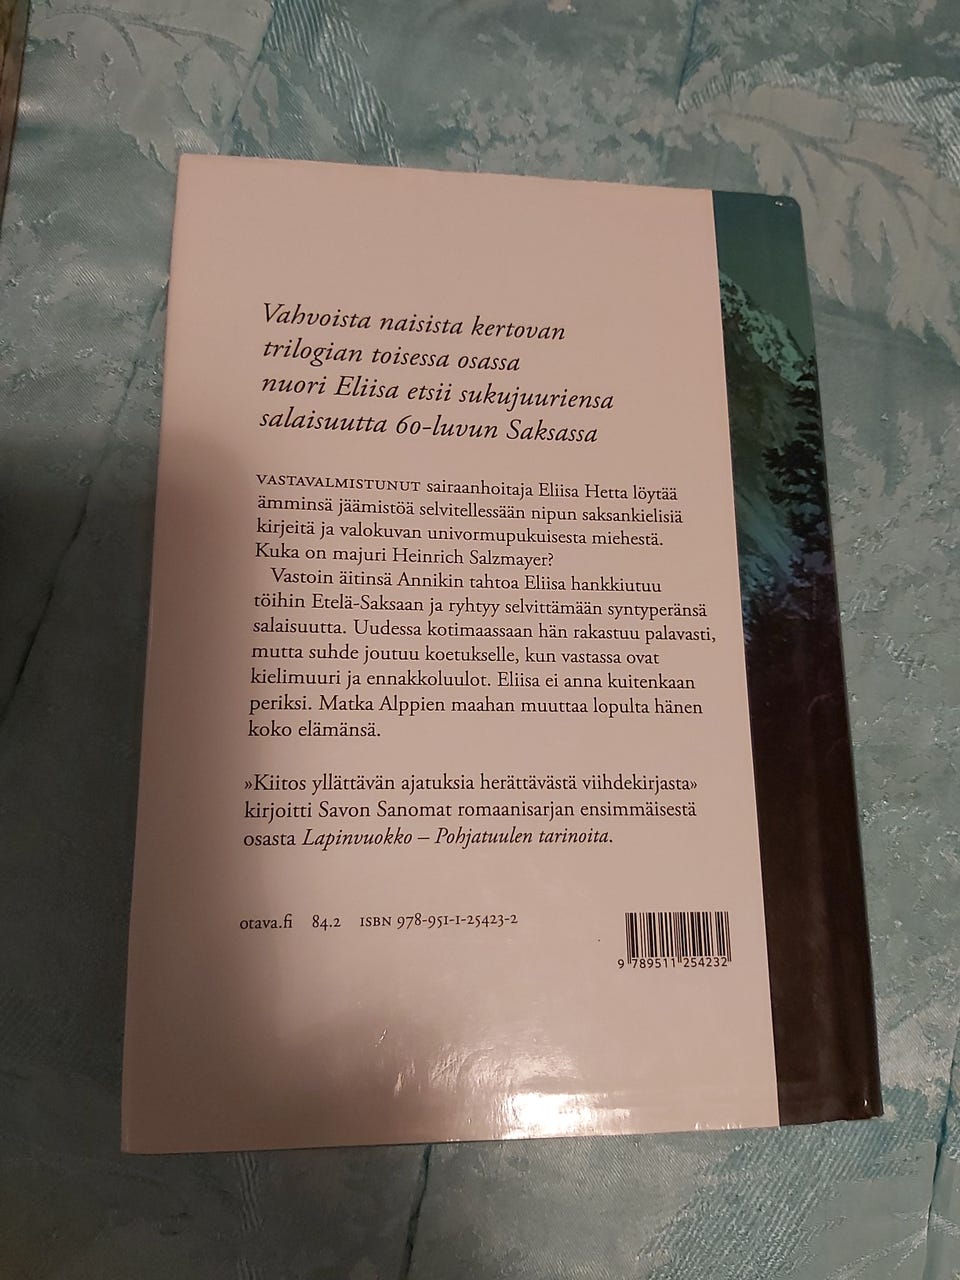 Vahvoista naisista kertovan
trilogian toisessa osassa
nuori Eliisa etsii sukujuuriensa
salaisuutta 60-luvun Saksassa
VASTAVALMISTUNUT sairaanhoitaja Eliisa Hetta löytää
ämminsä jäämistöä selvitellessään nipun saksankielisiä
kirjeitä ja valokuvan univormupukuisesta miehestä.
Kuka on majuri Heinrich Salzmayer?
Vastoin äitinsä Annikin tahtoa Eliisa hankkiutuu
töihin Etelä-Saksaan ja ryhtyy selvittämään syntyperänsä
salaisuutta. Uudessa kotimaassaan hän rakastuu palavasti,
mutta suhde joutuu koetukselle, kun vastassa ovat
kielimuuri ja ennakkoluulot. Eliisa ei anna kuitenkaan
periksi. Matka Alppien maahan muuttaa lopulta hänen
koko elämänsä.
»Kiitos yllättävän ajatuksia herättävästä viihdekirjasta»
kirjoitti Savon Sanomat romaanisarjan ensimmäisestä
osasta Lapinvuokko – Pohjatuulen tarinoita.
otava.fi 84.2 ISBN 978-951-1-25423-2
9 789511 254232